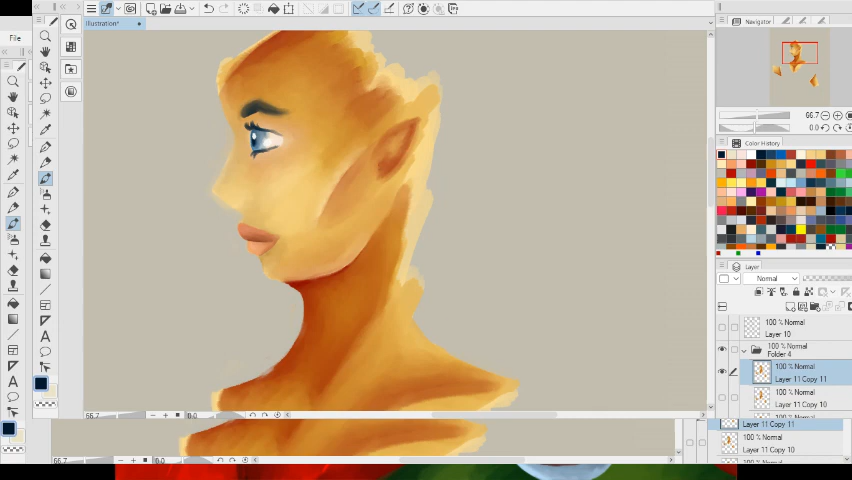 Illustration*
Navigator
File
66.7
0.0
Color History
Layer
Normal
100 % Normal
Layer 10
100 % Normal
Folder 4
100 % Normal
Layer 11 Copy 11
100 % Normal
Layer 11 Copy 10
66.7
0.0
Layer 11 Copy 11
100 % Normal
Layer 11 Copy 10
66.7
0.0